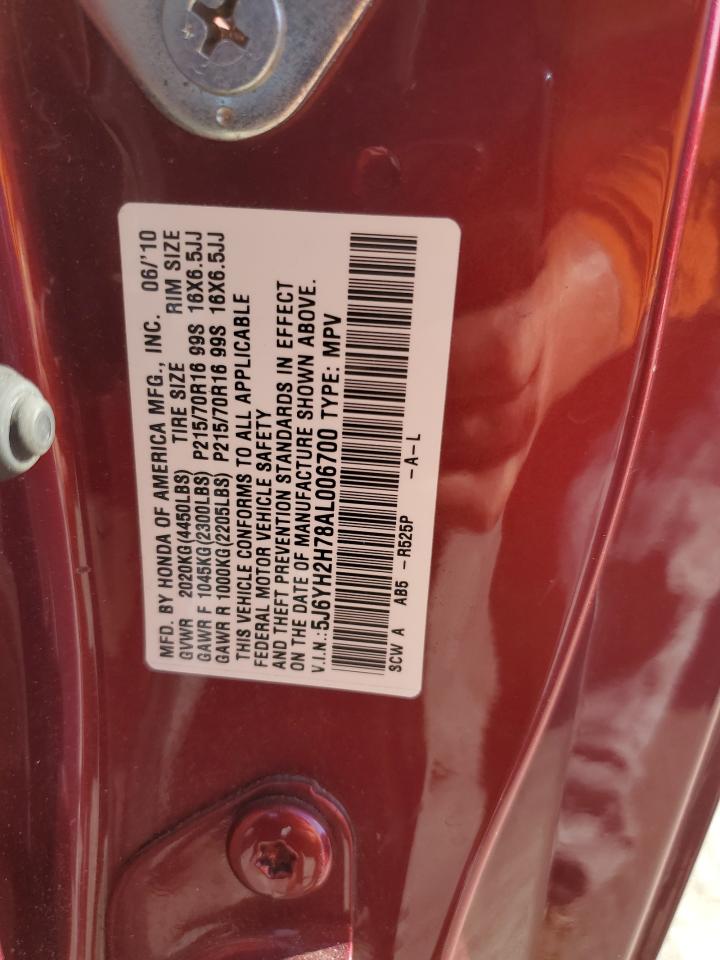 MFD. BY HONDA OF AMERICA MFG., INC. 06/'10
GVWR 2020KG(4450LBS) TIRE SIZE RIM SIZE
GAWR F 1045KG(2300LBS) P215/70R16 99S 16X6.5JJ
GAWR R 1000KG(2205LBS) P215/70R16 99S 16X6.5JJ
THIS VEHICLE CONFORMS TO ALL APPLICABLE
FEDERAL MOTOR VEHICLE SAFETY
AND THEFT PREVENTION STANDARDS IN EFFECT
ON THE DATE OF MANUFACTURE SHOWN ABOVE.
V.I.N.:5J6YH2H78AL006700 TYPE: MPV
SCW A AB5 -R525P -A-L